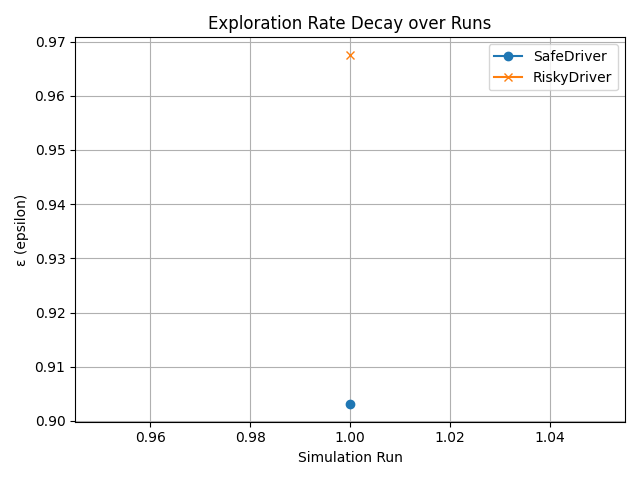 Exploration Rate Decay over Runs
SafeDriver
RiskyDriver
0.97
0.96
0.95
0.94
0.93
0.92
0.91
0.90
ε (epsilon)
0.96 0.98 1.00 1.02 1.04
Simulation Run